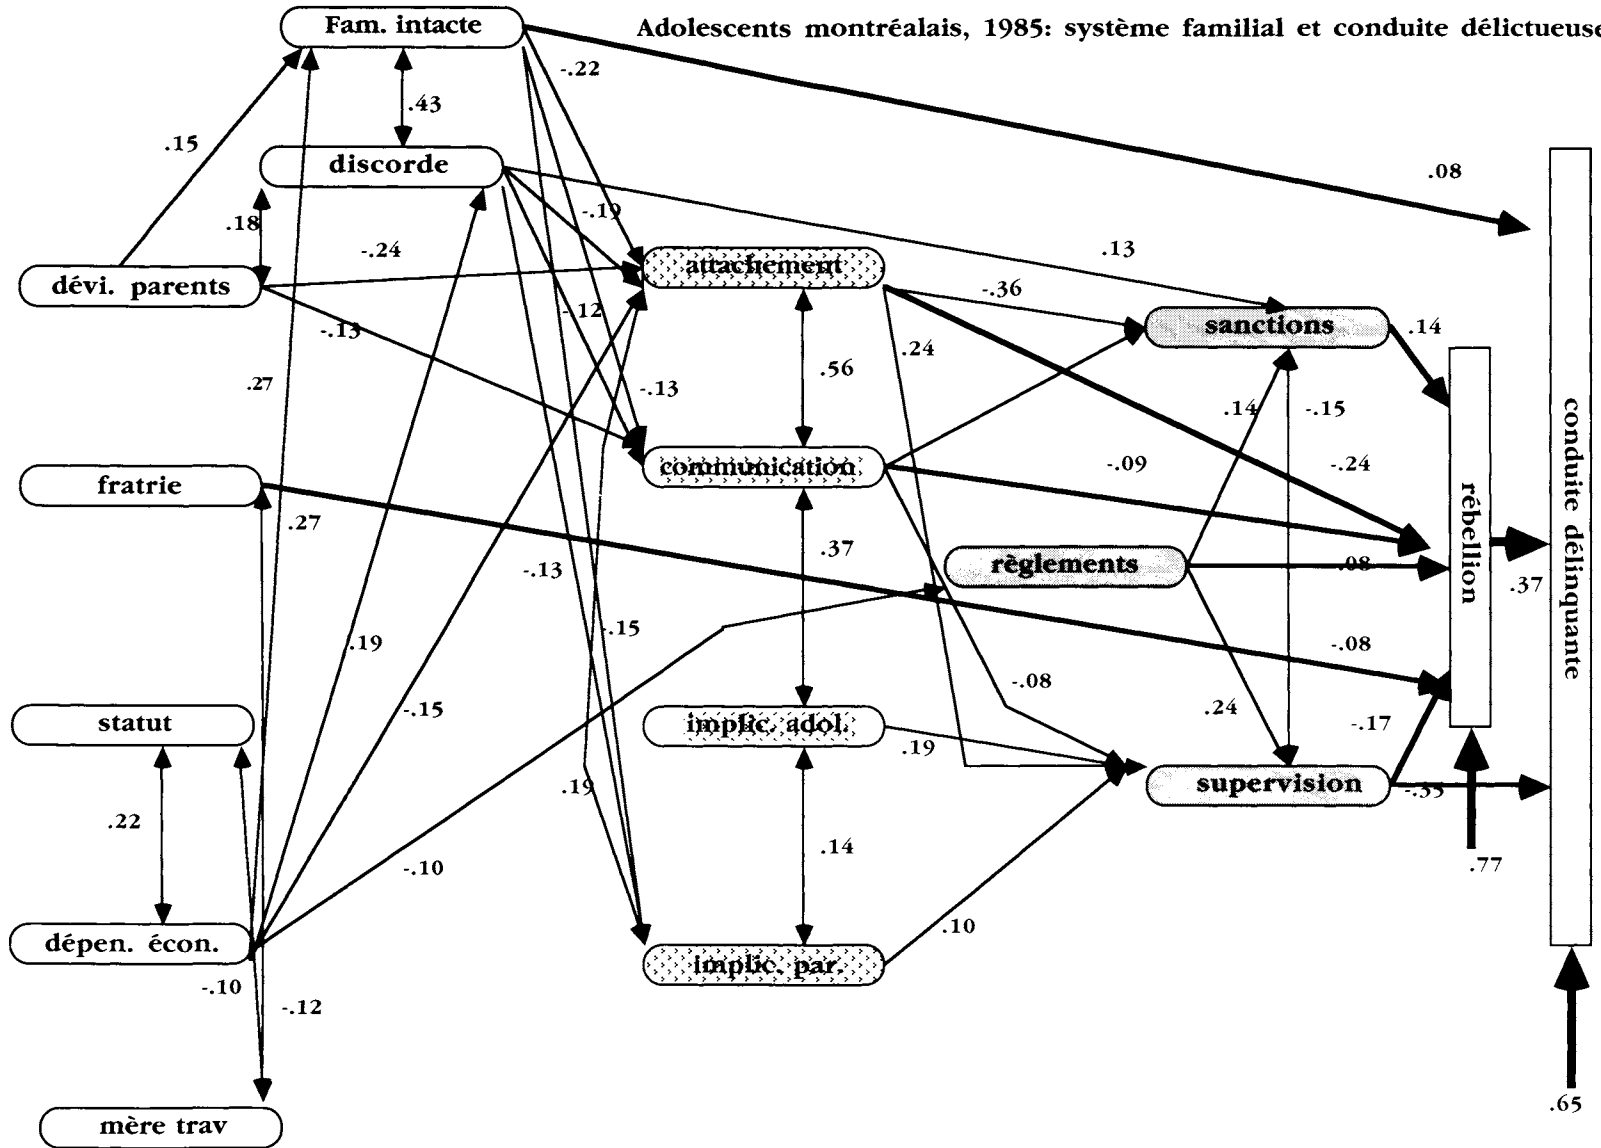 Fam. intacte
Adolescents montréalais, 1985: système familial et conduite délictueuse
-.22
.43
.15
discorde
.08
.18
-.19
-.24
.13
dévi. parents
attachement
-.36
-.12
sanctions
.14
-.13
.24
.56
.27
-.13
.14
-.15
conduite délinquante
communication
-.09
-.24
fratrie
rébellion
.27
.37
-.13
règlements
.08
.37
.19
-.15
-.08
-.15
-.08
statut
implic. adol.
.24
-.17
.19
.22
.19
supervision
-.35
.14
-.10
.77
dépen. écon.
.10
implic. par.
-.10
-.12
.65
mère trav